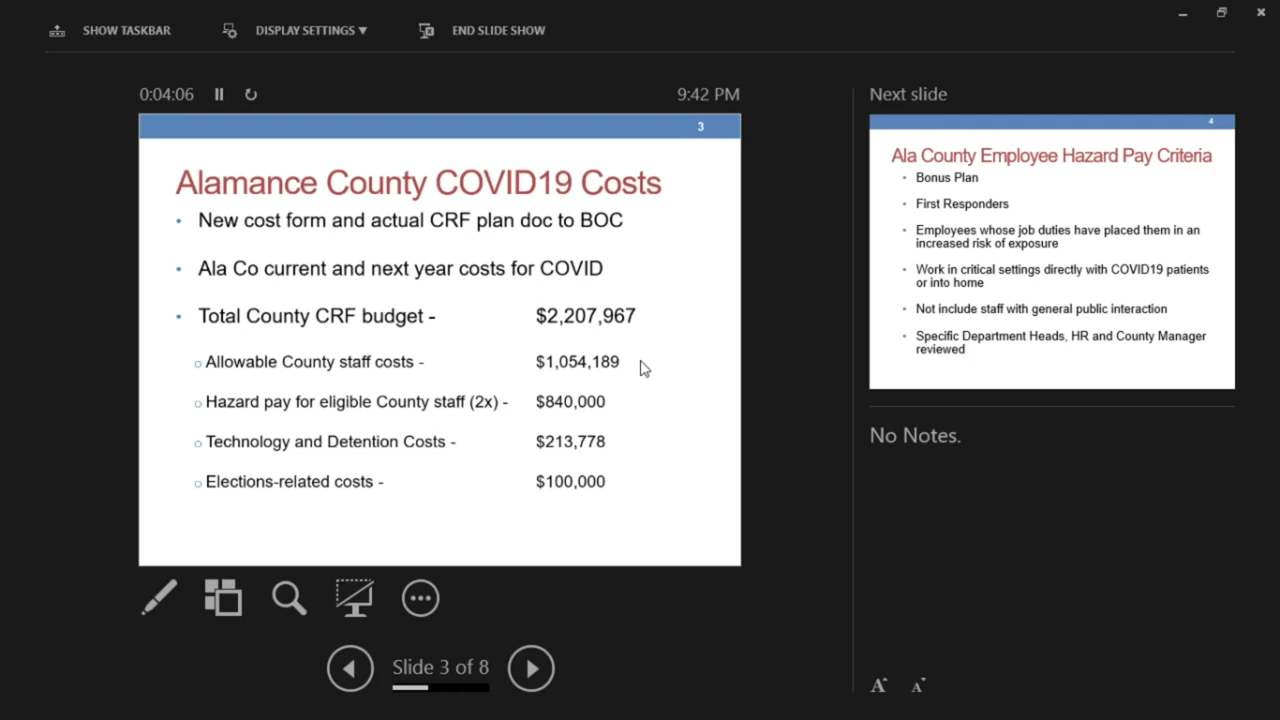 SHOW TASKBAR
DISPLAY SETTINGS ▼
END SLIDE SHOW
0:04:06
9:42 PM
3
Alamance County COVID19 Costs
• New cost form and actual CRF plan doc to BOC
• Ala Co current and next year costs for COVID
• Total County CRF budget - $2,207,967
o Allowable County staff costs - $1,054,189
o Hazard pay for eligible County staff (2x) - $840,000
o Technology and Detention Costs - $213,778
o Elections-related costs - $100,000
Slide 3 of 8
Next slide
4
Ala County Employee Hazard Pay Criteria
• Bonus Plan
• First Responders
• Employees whose job duties have placed them in an
increased risk of exposure
• Work in critical settings directly with COVID19 patients
or into home
• Not include staff with general public interaction
• Specific Department Heads, HR and County Manager
reviewed
No Notes.
A A